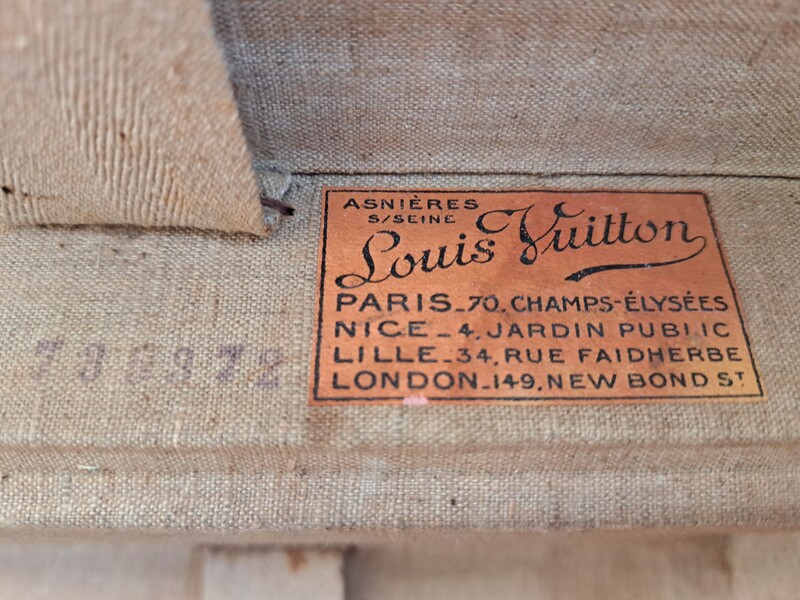 ASNIÈRES
S/SEINE
Louis Vuitton
PARIS_70, CHAMPS-ÉLYSÉES
NICE_4, JARDIN PUBLIC
LILLE_34, RUE FAIDHERBE
LONDON_149, NEW BOND ST